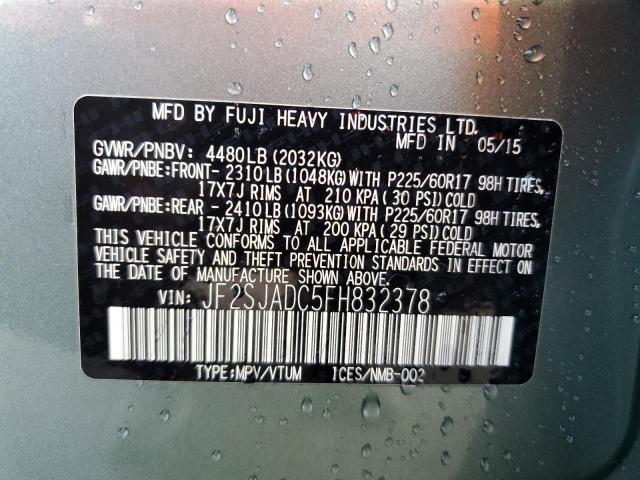 MFD BY FUJI HEAVY INDUSTRIES LTD.
MFD IN 05/15
GVWR/PNBV: 4480LB(2032KG)
GAWR/PNBE:FRONT- 2310LB(1048KG)WITH P225/60R17 98H TIRES,
17X7J RIMS AT 210 KPA(30 PSI)COLD
GAWR/PNBE:REAR - 2410LB(1093KG)WITH P225/60R17 98H TIRES,
17X7J RIMS AT 200 KPA(29 PSI)COLD
THIS VEHICLE CONFORMS TO ALL APPLICABLE FEDERAL MOTOR
VEHICLE SAFETY AND THEFT PREVENTION STANDARDS IN EFFECT ON
THE DATE OF MANUFACTURE SHOWN ABOVE.
VIN: JF2SJADC5FH832378
TYPE:MPV/VTUM ICES/NMB-002